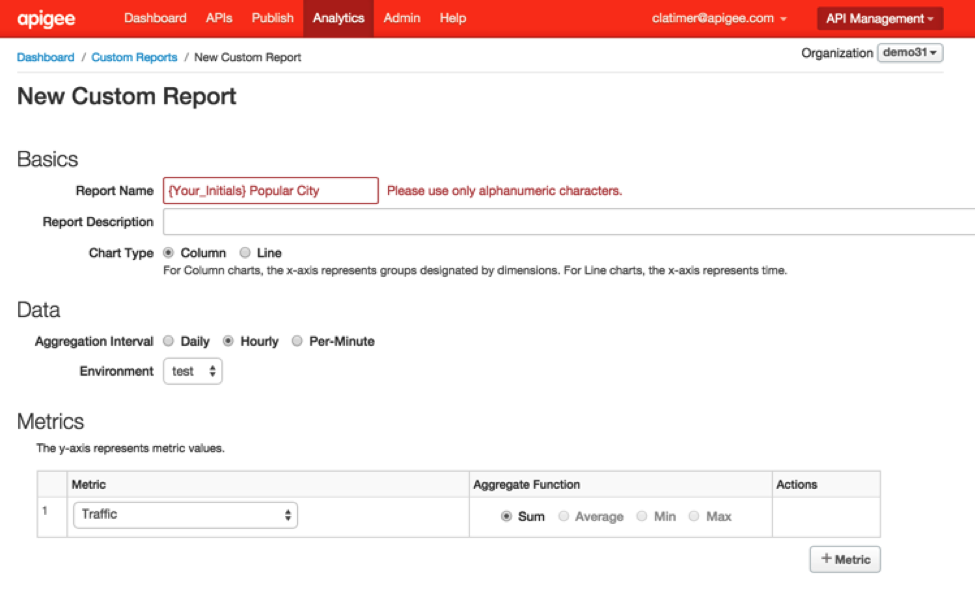 apigee Dashboard APIs Publish Analytics Admin Help clatimer@apigee.com API Management
Dashboard / Custom Reports / New Custom Report Organization demo31
New Custom Report
Basics
Report Name {Your_Initials} Popular City Please use only alphanumeric characters.
Report Description
Chart Type Column Line
For Column charts, the x-axis represents groups designated by dimensions. For Line charts, the x-axis represents time.
Data
Aggregation Interval Daily Hourly Per-Minute
Environment test
Metrics
The y-axis represents metric values.
Metric Aggregate Function Actions
1 Traffic Sum Average Min Max
+ Metric